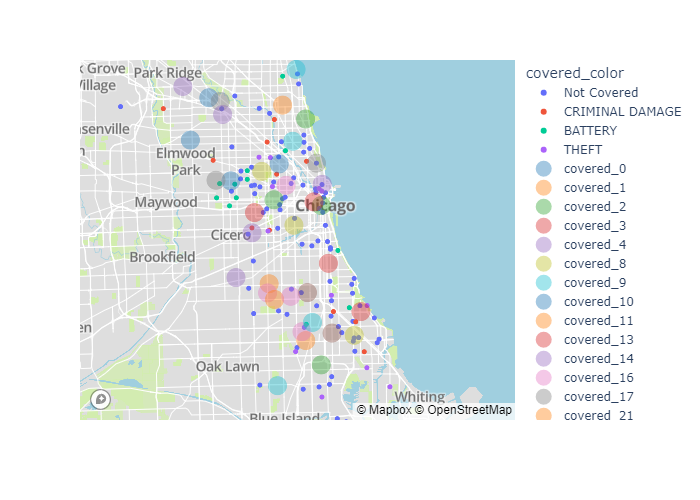 k Grove
Village
Park Ridge
nsenville
Elmwood
Park
Maywood
Chicago
Cicero
Brookfield
en
Oak Lawn
Whiting
Blue Island
© Mapbox © OpenStreetMap
covered_color
Not Covered
CRIMINAL DAMAGE
BATTERY
THEFT
covered_0
covered_1
covered_2
covered_3
covered_4
covered_8
covered_9
covered_10
covered_11
covered_13
covered_14
covered_16
covered_17
covered_21